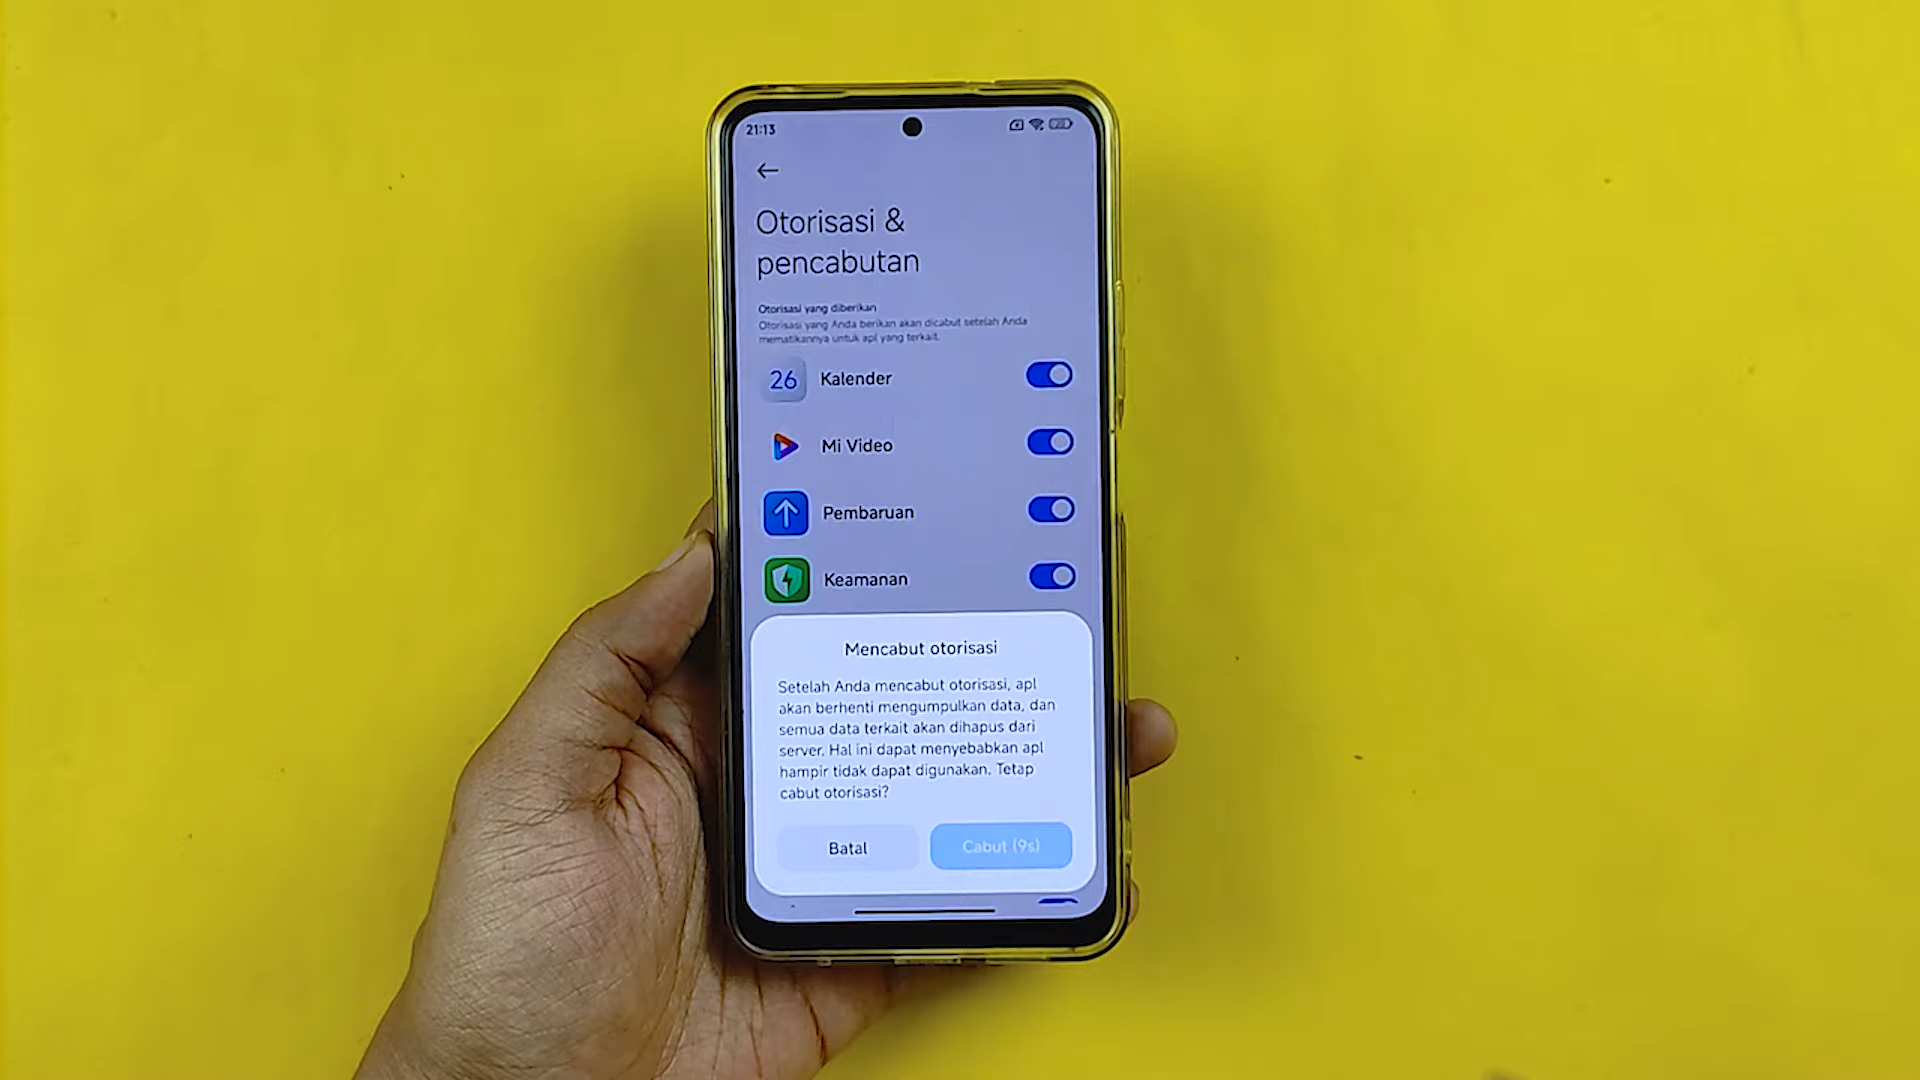 21:13
Otorisasi &
pencabutan
Otorisasi yang diberikan
Otorisasi yang Anda berikan akan dicabut setelah Anda
mematikannya untuk apl yang terkait.
26 Kalender
Mi Video
Pembaruan
Keamanan
Mencabut otorisasi
Setelah Anda mencabut otorisasi, apl
akan berhenti mengumpulkan data, dan
semua data terkait akan dihapus dari
server. Hal ini dapat menyebabkan apl
hampir tidak dapat digunakan. Tetap
cabut otorisasi?
Batal
Cabut (9s)